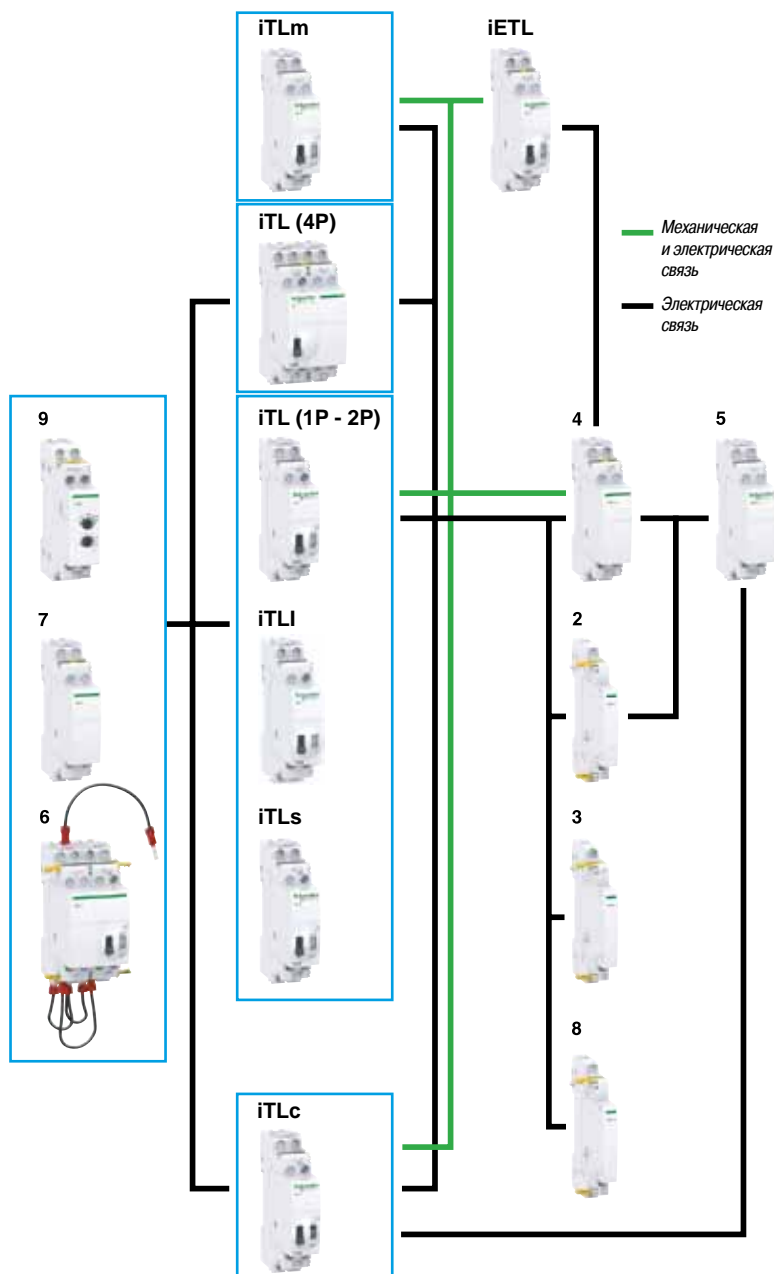 iTLm
iETL
iTL (4P)
Механическая
и электрическая
связь
Электрическая
связь
9
iTL (1P - 2P)
4
5
7
iTLI
2
6
iTLs
3
8
iTLc